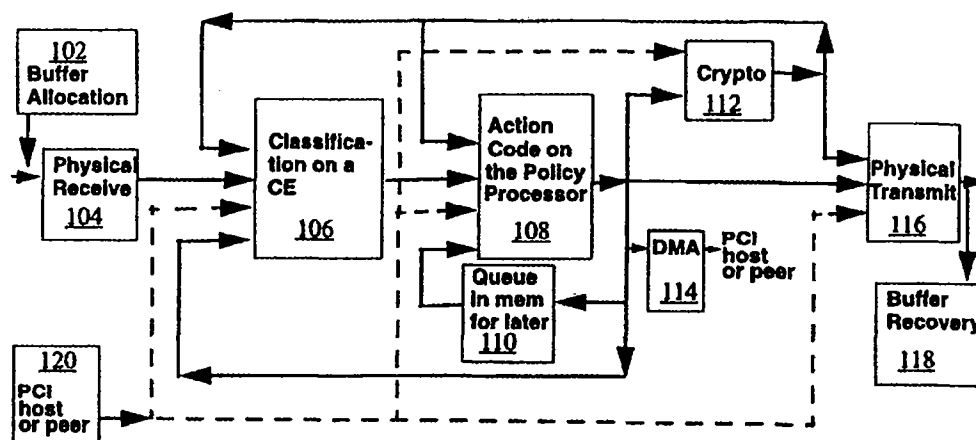 102
Buffer
Allocation
Physical
Receive
104
Classifica-
tion on a
CE
106
Action
Code on
the Policy
Processor
108
Queue
in mem
for later
110
Crypto
112
DMA
114
PCI
host
or peer
Physical
Transmit
116
Buffer
Recovery
118
120
PCI
host
or peer